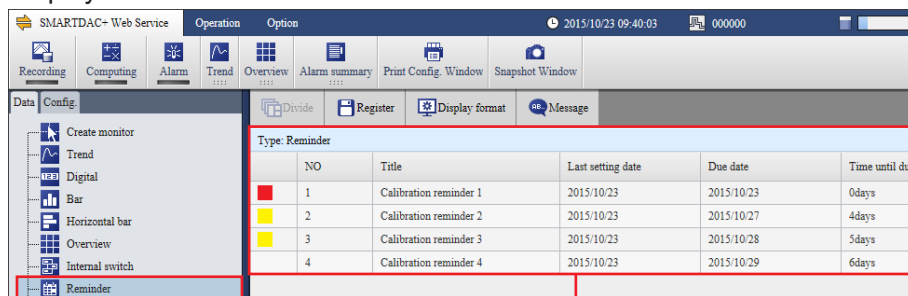 SMARTDAC+ Web Service Operation Option 2015/10/23 09:40:03 000000
Recording Computing Alarm Trend Overview Alarm summary Print Config. Window Snapshot Window
Data Config.
Divide Register Display format Message
Create monitor
Trend
Digital
Bar
Horizontal bar
Overview
Internal switch
Reminder
Type: Reminder
NO Title Last setting date Due date Time until du
1 Calibration reminder 1 2015/10/23 2015/10/23 0days
2 Calibration reminder 2 2015/10/23 2015/10/27 4days
3 Calibration reminder 3 2015/10/23 2015/10/28 5days
4 Calibration reminder 4 2015/10/23 2015/10/29 6days